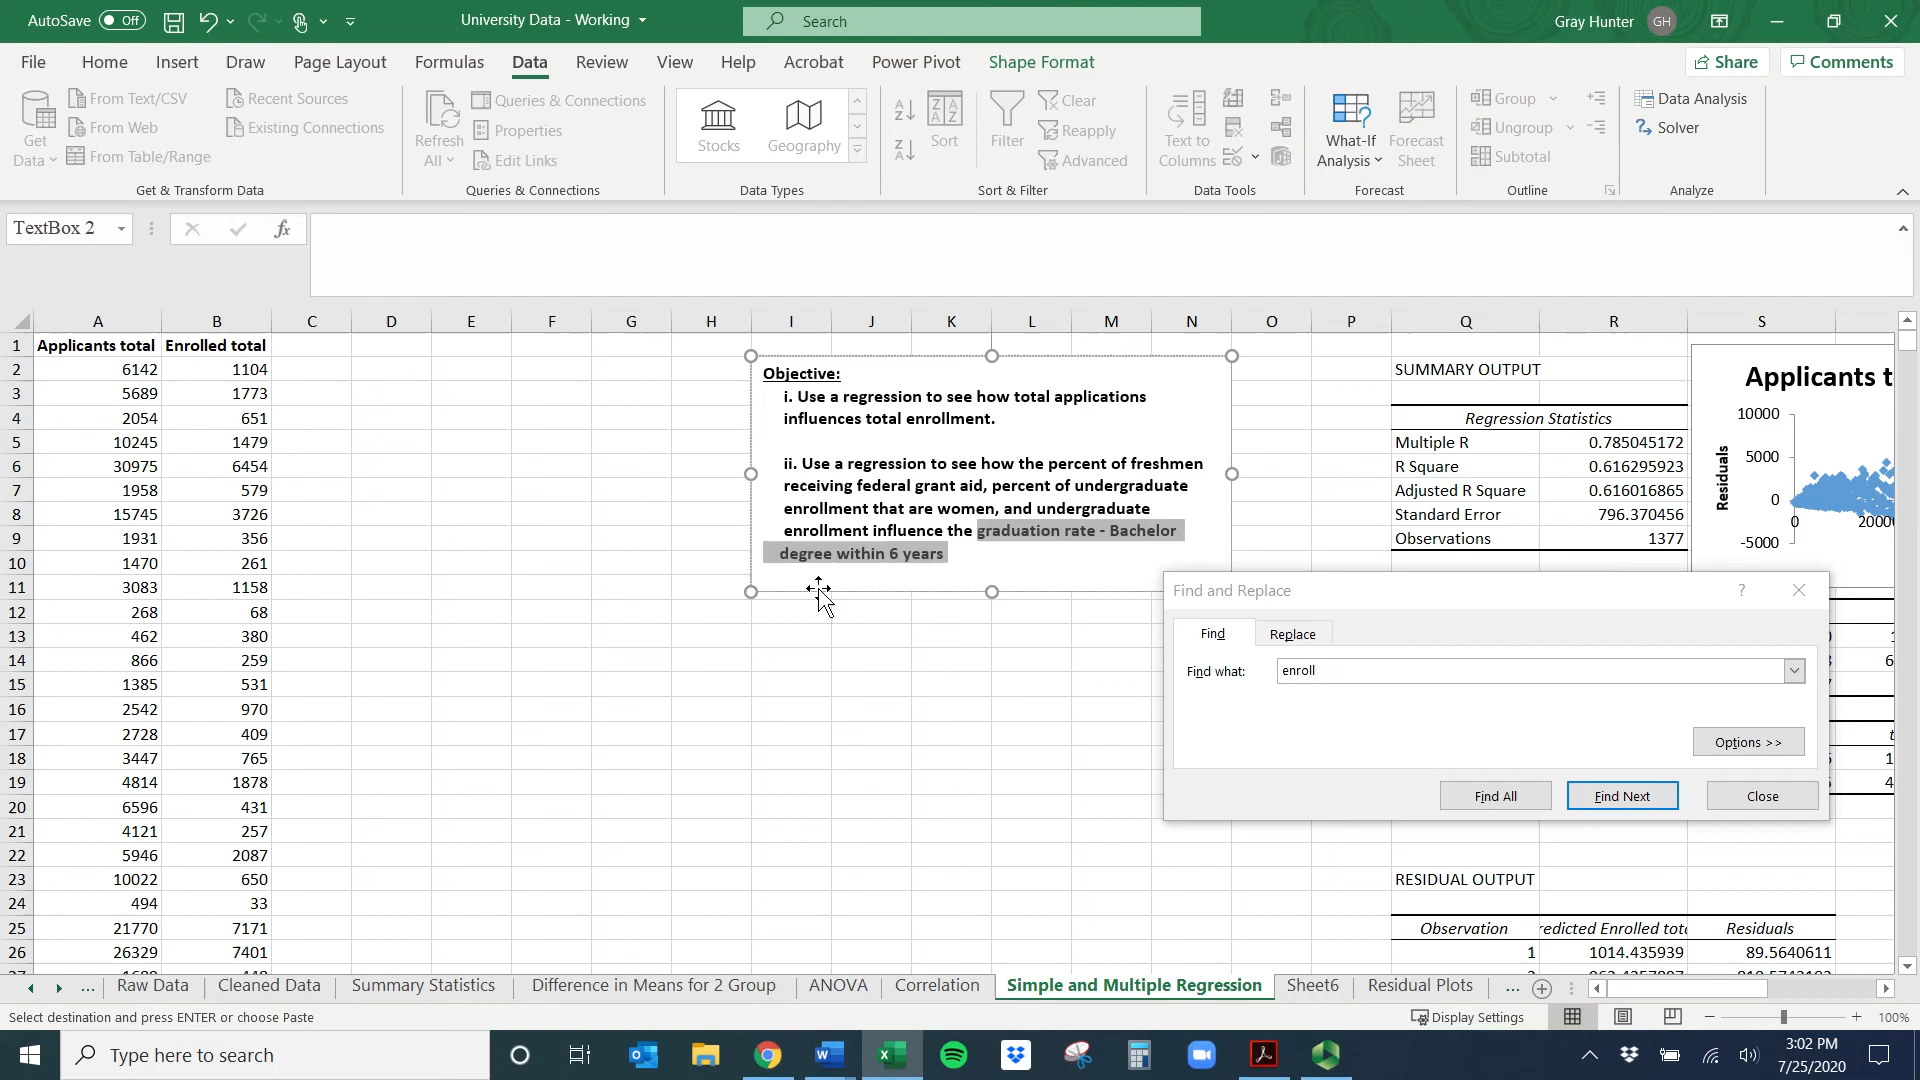 AutoSave Off University Data - Working Search Gray Hunter GH
File Home Insert Draw Page Layout Formulas Data Review View Help Acrobat Power Pivot Shape Format Share Comments
Get Data
From Text/CSV
From Web
From Table/Range
Recent Sources
Existing Connections
Get & Transform Data
Refresh All
Queries & Connections
Properties
Edit Links
Queries & Connections
Stocks Geography
Data Types
Sort
Filter
Clear
Reapply
Advanced
Sort & Filter
Text to Columns
Data Tools
What-If Analysis
Forecast Sheet
Forecast
Group
Ungroup
Subtotal
Outline
Data Analysis
Solver
Analyze
TextBox 2 fx
A B C D E F G H I J K L M N O P Q R S
1 Applicants total Enrolled total
2 6142 1104
3 5689 1773
4 2054 651
5 10245 1479
6 30975 6454
7 1958 579
8 15745 3726
9 1931 356
10 1470 261
11 3083 1158
12 268 68
13 462 380
14 866 259
15 1385 531
16 2542 970
17 2728 409
18 3447 765
19 4814 1878
20 6596 431
21 4121 257
22 5946 2087
23 10022 650
24 494 33
25 21770 7171
26 26329 7401
Objective:
i. Use a regression to see how total applications
influences total enrollment.
ii. Use a regression to see how the percent of freshmen
receiving federal grant aid, percent of undergraduate
enrollment that are women, and undergraduate
enrollment influence the graduation rate - Bachelor
degree within 6 years
SUMMARY OUTPUT
Regression Statistics
Multiple R 0.785045172
R Square 0.616295923
Adjusted R Square 0.616016865
Standard Error 796.370456
Observations 1377
Applicants t
Residuals
10000
5000
0
-5000
0 2000
Find and Replace ?
Find Replace
Find what: enroll
Options >>
Find All Find Next Close
RESIDUAL OUTPUT
Observation redicted Enrolled tot Residuals
1 1014.435939 89.5640611
... Raw Data Cleaned Data Summary Statistics Difference in Means for 2 Group ANOVA Correlation Simple and Multiple Regression Sheet6 Residual Plots ...
Select destination and press ENTER or choose Paste Display Settings 100%
Type here to search 3:02 PM
7/25/2020